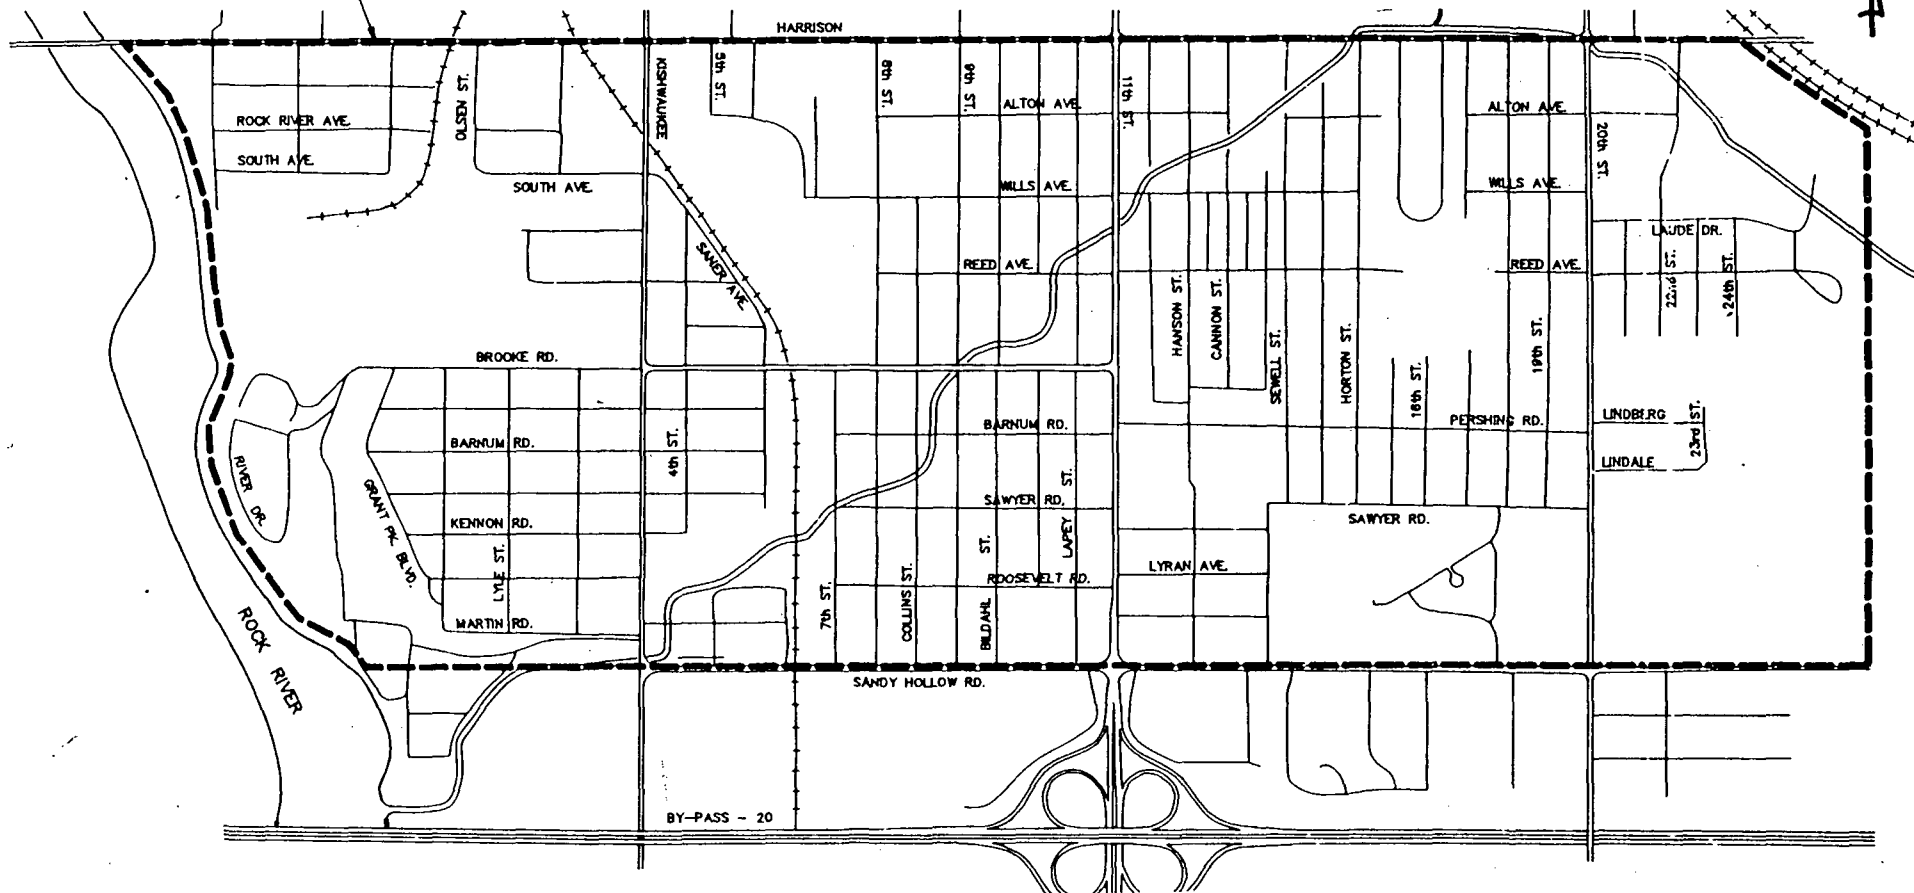 HARRISON
OLSEN ST.
KISHWAUKEE
5th ST.
8th ST.
9th ST.
11th ST.
20th ST.
ALTON AVE.
ALTON AVE.
ROCK RIVER AVE.
SOUTH AVE.
SOUTH AVE.
WILLS AVE.
WILLS AVE.
SANER AVE
REED AVE.
REED AVE.
LAUDE DR.
24th ST.
HANSON ST.
CANNON ST.
SEWELL ST.
HORTON ST.
19th ST.
BROOKE RD.
16th ST.
BARNUM RD.
BARNUM RD.
PERSHING RD.
LINDBERG
23rd ST.
LINDALE
4th ST.
RIVER DR.
GRANT PK. BLVD.
KENNON RD.
SAWYER RD.
SAWYER RD.
LAPEY ST.
LYLE ST.
LYRAN AVE.
ROOSEVELT RD.
7th ST.
COLLINS ST.
BILDAHL ST.
MARTIN RD.
ROCK RIVER
SANDY HOLLOW RD.
BY-PASS - 20